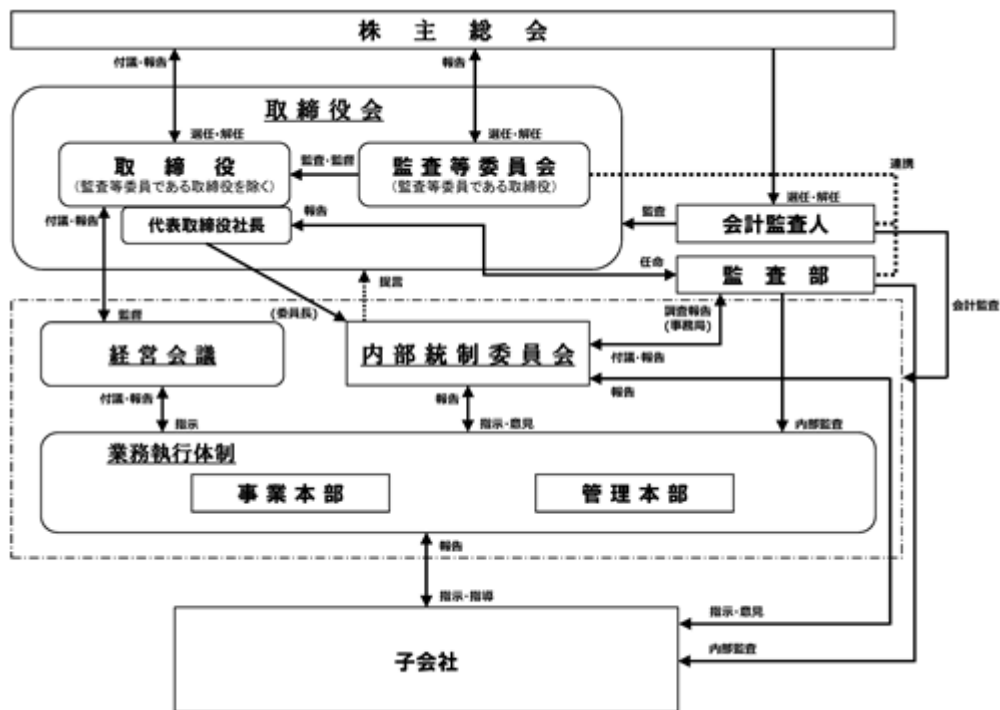 株主総会
付議・報告
報告
取締役会
選任・解任
選任・解任
連携
取締役
(監査等委員である取締役を除く)
監査・監督
監査等委員会
(監査等委員である取締役)
選任・解任
付議・報告
代表取締役社長
報告
監査
会計監査人
任命
監査部
提言
会計監査
監督
(委員長)
調査報告
(事務局)
経営会議
内部統制委員会
付議・報告
報告
付議・報告
報告
指示
指示・意見
内部監査
業務執行体制
事業本部
管理本部
報告
指示・指導
指示・意見
子会社
内部監査